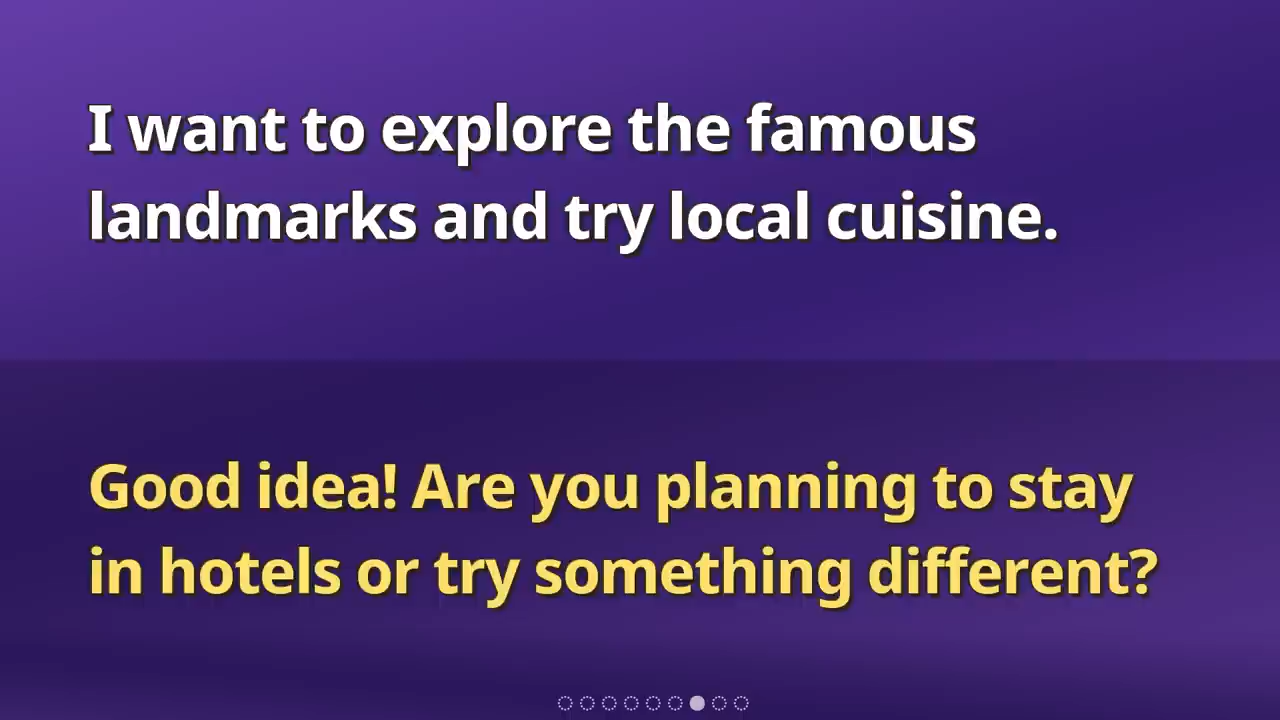 I want to explore the famous
landmarks and try local cuisine.
Good idea! Are you planning to stay
in hotels or try something different?